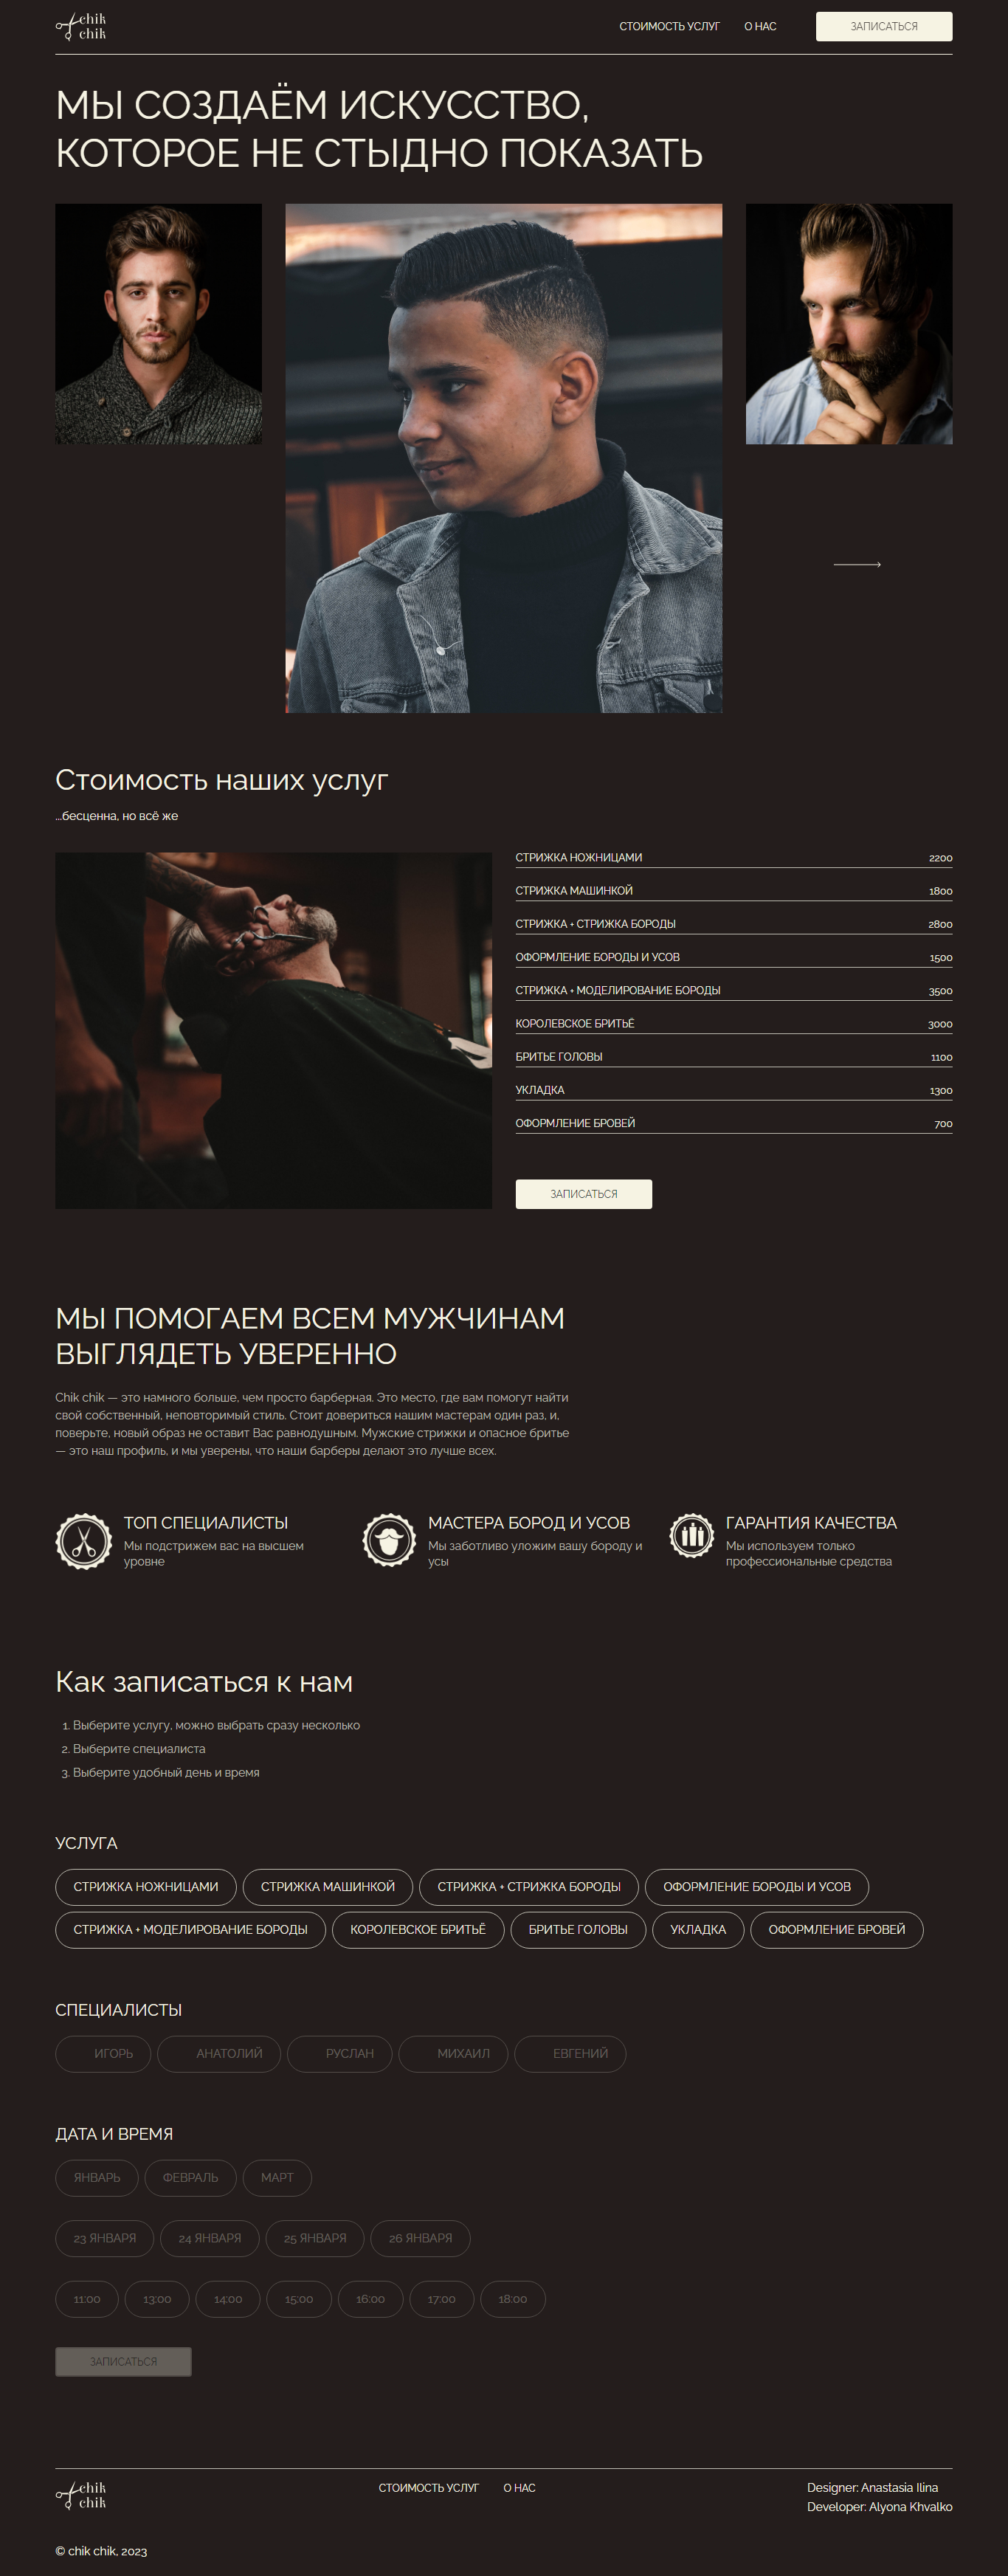 chik
chik
СТОИМОСТЬ УСЛУГ
О НАС
ЗАПИСАТЬСЯ
МЫ СОЗДАЁМ ИСКУССТВО,
КОТОРОЕ НЕ СТЫДНО ПОКАЗАТЬ
Стоимость наших услуг
...бесценна, но всё же
СТРИЖКА НОЖНИЦАМИ 2200
СТРИЖКА МАШИНКОЙ 1800
СТРИЖКА + СТРИЖКА БОРОДЫ 2800
ОФОРМЛЕНИЕ БОРОДЫ И УСОВ 1500
СТРИЖКА + МОДЕЛИРОВАНИЕ БОРОДЫ 3500
КОРОЛЕВСКОЕ БРИТЬЁ 3000
БРИТЬЕ ГОЛОВЫ 1100
УКЛАДКА 1300
ОФОРМЛЕНИЕ БРОВЕЙ 700
ЗАПИСАТЬСЯ
МЫ ПОМОГАЕМ ВСЕМ МУЖЧИНАМ
ВЫГЛЯДЕТЬ УВЕРЕННО
Chik chik — это намного больше, чем просто барберная. Это место, где вам помогут найти
свой собственный, неповторимый стиль. Стоит довериться нашим мастерам один раз, и,
поверьте, новый образ не оставит Вас равнодушным. Мужские стрижки и опасное бритье
— это наш профиль, и мы уверены, что наши барберы делают это лучше всех.
ТОП СПЕЦИАЛИСТЫ
Мы подстрижем вас на высшем
уровне
МАСТЕРА БОРОД И УСОВ
Мы заботливо уложим вашу бороду и
усы
ГАРАНТИЯ КАЧЕСТВА
Мы используем только
профессиональные средства
Как записаться к нам
1. Выберите услугу, можно выбрать сразу несколько
2. Выберите специалиста
3. Выберите удобный день и время
УСЛУГА
СТРИЖКА НОЖНИЦАМИ СТРИЖКА МАШИНКОЙ СТРИЖКА + СТРИЖКА БОРОДЫ ОФОРМЛЕНИЕ БОРОДЫ И УСОВ
СТРИЖКА + МОДЕЛИРОВАНИЕ БОРОДЫ КОРОЛЕВСКОЕ БРИТЬЁ БРИТЬЕ ГОЛОВЫ УКЛАДКА ОФОРМЛЕНИЕ БРОВЕЙ
СПЕЦИАЛИСТЫ
ИГОРЬ АНАТОЛИЙ РУСЛАН МИХАИЛ ЕВГЕНИЙ
ДАТА И ВРЕМЯ
ЯНВАРЬ ФЕВРАЛЬ МАРТ
23 ЯНВАРЯ 24 ЯНВАРЯ 25 ЯНВАРЯ 26 ЯНВАРЯ
11:00 13:00 14:00 15:00 16:00 17:00 18:00
ЗАПИСАТЬСЯ
chik
chik
СТОИМОСТЬ УСЛУГ
О НАС
Designer: Anastasia Ilina
Developer: Alyona Khvalko
© chik chik, 2023